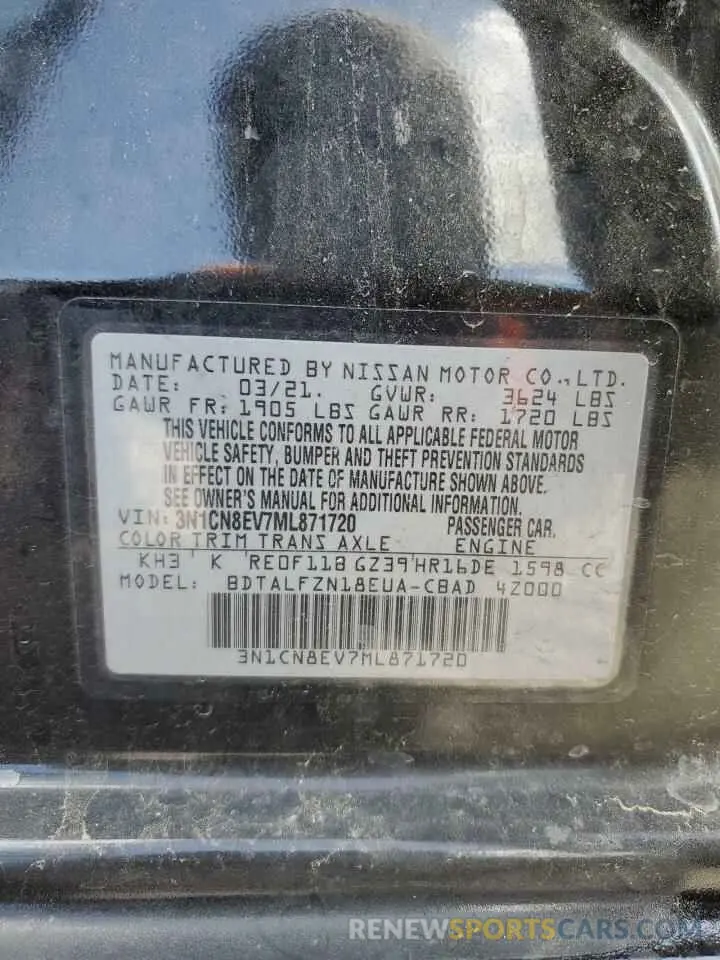 MANUFACTURED BY NISSAN MOTOR CO., LTD.
DATE: 03/21. GVWR: 3624 LBS
GAWR FR: 1905 LBS GAWR RR: 1720 LBS
THIS VEHICLE CONFORMS TO ALL APPLICABLE FEDERAL MOTOR
VEHICLE SAFETY, BUMPER AND THEFT PREVENTION STANDARDS
IN EFFECT ON THE DATE OF MANUFACTURE SHOWN ABOVE.
SEE OWNER'S MANUAL FOR ADDITIONAL INFORMATION.
VIN: 3N1CN8EV7ML871720 PASSENGER CAR.
COLOR TRIM TRANS AXLE ENGINE
KH3 ' K 'RE0F11B GZ39'HR16DE 1598 CC
MODEL: BDTALFZN18EUA-CBAD 4Z000
3N1CN8EV7ML871720
RENEWSPORTSCARS.COM